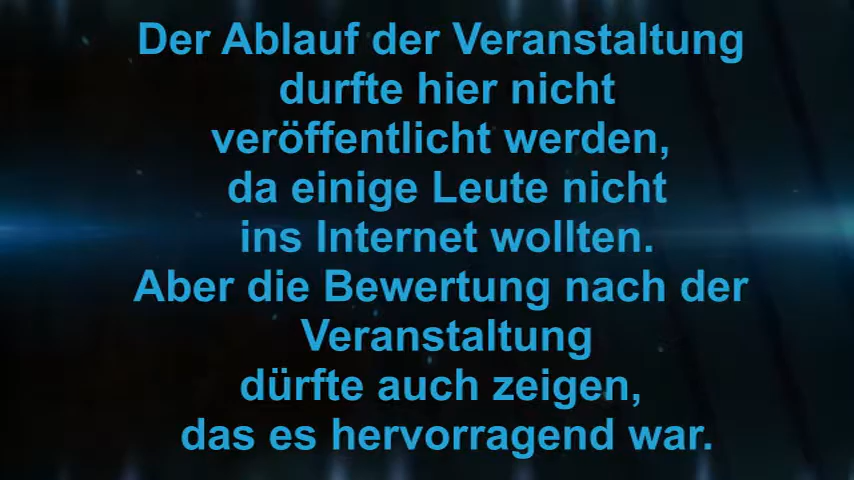 Der Ablauf der Veranstaltung
durfte hier nicht
veröffentlicht werden,
da einige Leute nicht
ins Internet wollten.
Aber die Bewertung nach der
Veranstaltung
dürfte auch zeigen,
das es hervorragend war.